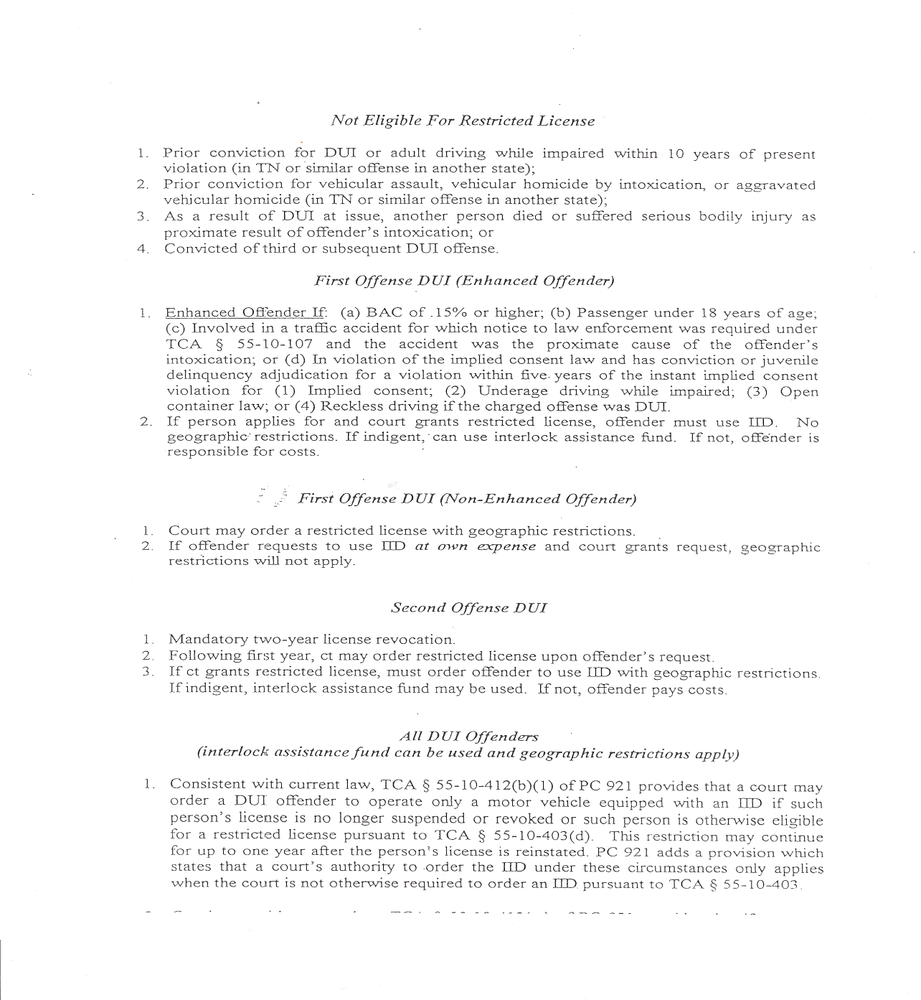 Not Eligible For Restricted License
1. Prior conviction for DUI or adult driving while impaired within 10 years of present
violation (in TN or similar offense in another state);
2. Prior conviction for vehicular assault, vehicular homicide by intoxication, or aggravated
vehicular homicide (in TN or similar offense in another state);
3. As a result of DUI at issue, another person died or suffered serious bodily injury as
proximate result of offender's intoxication; or
4. Convicted of third or subsequent DUI offense.
First Offense DUI (Enhanced Offender)
1. Enhanced Offender If: (a) BAC of .15% or higher; (b) Passenger under 18 years of age;
(c) Involved in a traffic accident for which notice to law enforcement was required under
TCA § 55-10-107 and the accident was the proximate cause of the offender's
intoxication; or (d) In violation of the implied consent law and has conviction or juvenile
delinquency adjudication for a violation within five years of the instant implied consent
violation for (1) Implied consent; (2) Underage driving while impaired; (3) Open
container law; or (4) Reckless driving if the charged offense was DUI.
2. If person applies for and court grants restricted license, offender must use IID. No
geographic restrictions. If indigent, can use interlock assistance fund. If not, offender is
responsible for costs.
First Offense DUI (Non-Enhanced Offender)
1. Court may order a restricted license with geographic restrictions.
2. If offender requests to use IID at own expense and court grants request, geographic
restrictions will not apply.
Second Offense DUI
1. Mandatory two-year license revocation.
2. Following first year, ct may order restricted license upon offender's request.
3. If ct grants restricted license, must order offender to use IID with geographic restrictions.
If indigent, interlock assistance fund may be used. If not, offender pays costs.
All DUI Offenders
(interlock assistance fund can be used and geographic restrictions apply)
1. Consistent with current law, TCA § 55-10-412(b)(1) of PC 921 provides that a court may
order a DUI offender to operate only a motor vehicle equipped with an IID if such
person's license is no longer suspended or revoked or such person is otherwise eligible
for a restricted license pursuant to TCA § 55-10-403(d). This restriction may continue
for up to one year after the person's license is reinstated. PC 921 adds a provision which
states that a court's authority to order the IID under these circumstances only applies
when the court is not otherwise required to order an IID pursuant to TCA § 55-10-403.